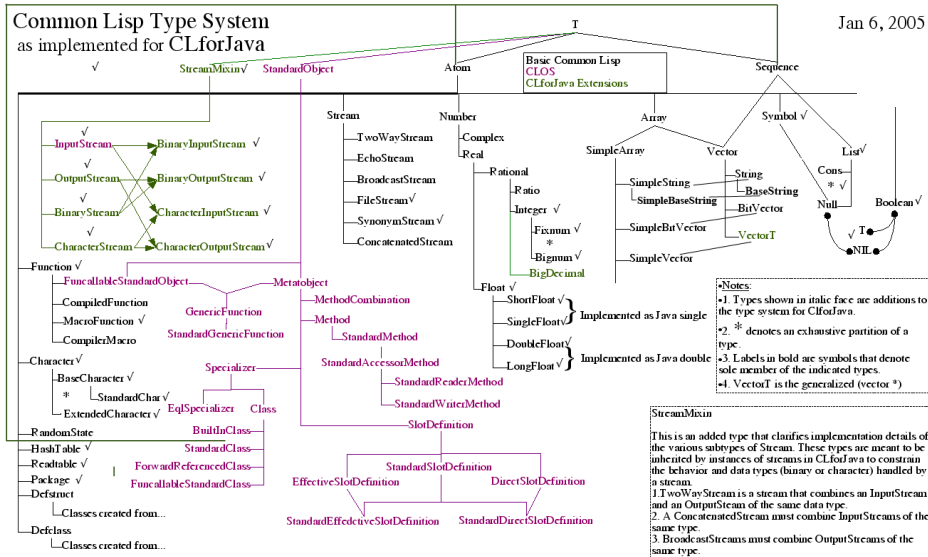 Common Lisp Type System
as implemented for CLforJava
Jan 6, 2005
T
√
StreamMixin√
StandardObject
Atom
Sequence
Basic Common Lisp
CLOS
CLforJava Extensions
√
InputStream
BinaryInputStream √
√
OutputStream
BinaryOutputStream √
√
BinaryStream
CharacterInputStream √
√
CharacterStream
CharacterOutputStream √
Stream
TwoWayStream
EchoStream
BroadcastStream
FileStream√
SynonymStream √
ConcatenatedStream
Number
Complex
Real
Rational
Ratio
Integer √
Fixnum √
*
Bignum √
BigDecimal
Float √
ShortFloat√
SingleFloat√
} Implemented as Java single
DoubleFloat√
LongFloat√
} Implemented as Java double
Array
SimpleArray
SimpleString
SimpleBaseString
SimpleBitVector
SimpleVector
Vector
String
BaseString
BitVector
VectorT
Symbol √
List√
Cons
* √
Null
Boolean√
√ T
NIL
Function √
FuncallableStandardObject
CompiledFunction
MacroFunction √
CompilerMacro
Metatobject
GenericFunction
StandardGenericFunction
MethodCombination
Method
StandardMethod
StandardAccessorMethod
StandardReaderMethod
StandardWriterMethod
Character
BaseCharacter √
* StandardChar√
ExtendedCharacter √
Specializer
EqlSpecializer
Class
BuiltInClass
StandardClass
ForwardReferencedClass
FuncallableStandardClass
RandomState
HashTable √
Readtable √
Package √
Defstruct
Classes created from...
Defclass
Classes created from...
SlotDefinition
StandardSlotDefinition
EffectiveSlotDefinition
DirectSlotDefinition
StandardEffedctiveSlotDefinition
StandardDirectSlotDefinition
•Notes:
•1. Types shown in italic face are additions to
the type system for ClforJava.
•2. * denotes an exhaustive partition of a
type.
•3. Labels in bold are symbols that denote
sole member of the indicated types.
•4. VectorT is the generalized (vector *)
StreamMixin
This is an added type that clarifies implementation details of
the various subtypes of Stream. These types are meant to be
inherited by instances of streams in CLforJava to constrain
the behavior and data types (binary or character) handled by
a stream.
1.TwoWayStream is a stream that combines an InputStream
and an OutputSteam of the same data type.
2. A ConcatenatedStream must combine InputStreams of the
same type.
3. BroadcastStreams must combine OutputStreams of the
same type.